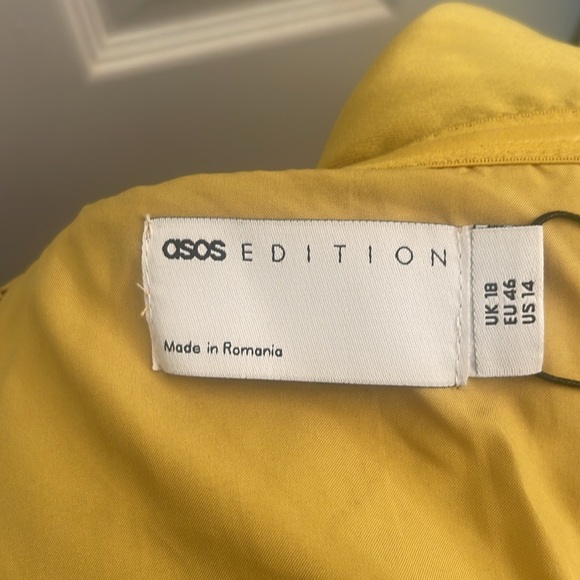 asos EDITION
Made in Romania
UK 18
EU 46
US 14